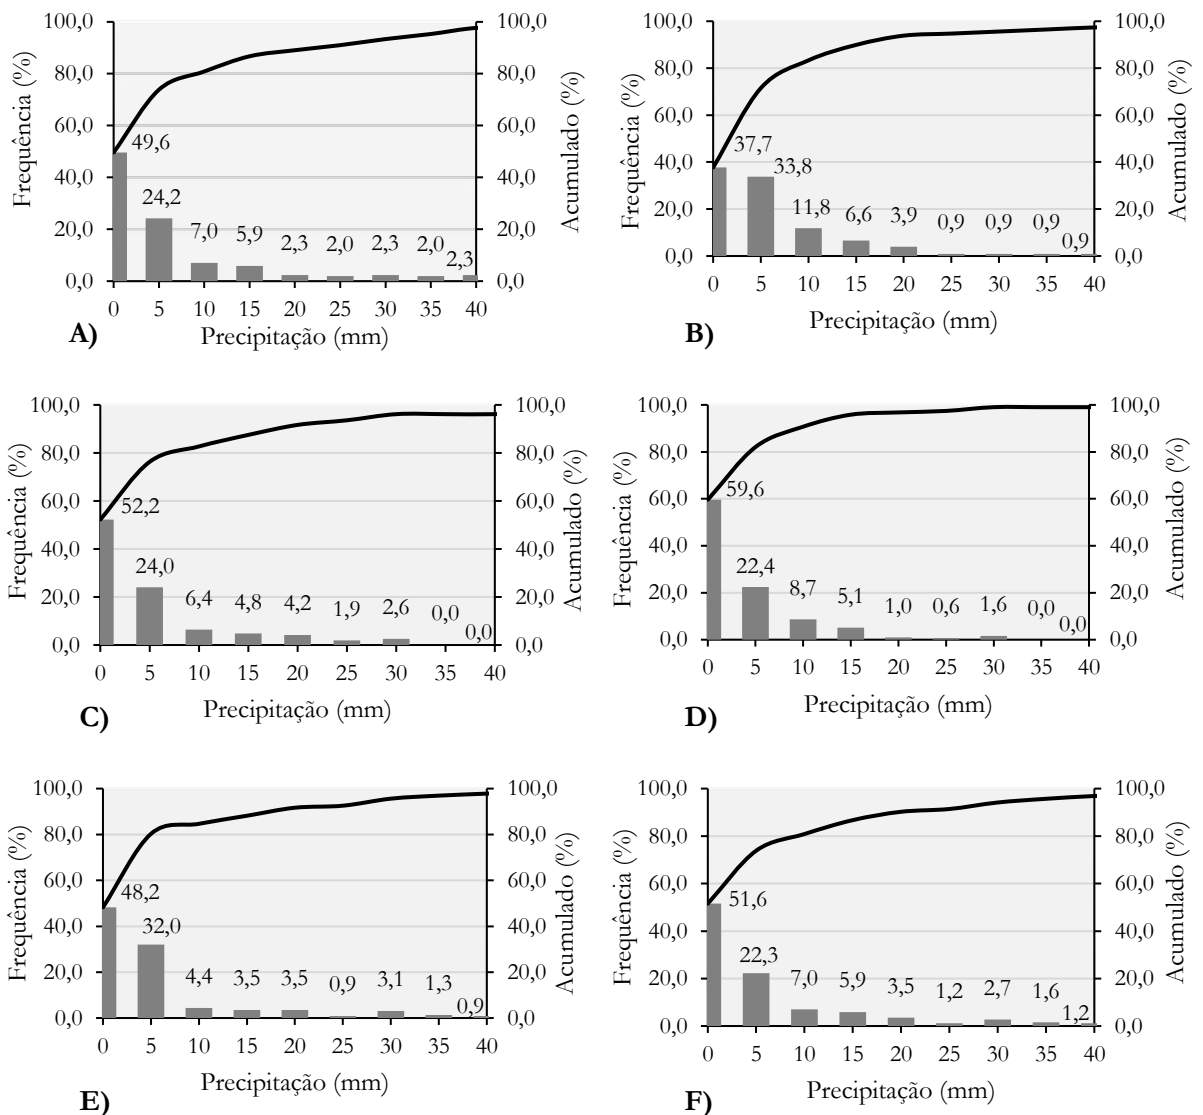 100,0 100,0
80,0 80,0
60,0 60,0
40,0 40,0
20,0 20,0
0,0 0,0
Frequência (%)
Acumulado (%)
49,6 24,2 7,0 5,9 2,3 2,0 2,3 2,0 2,3
0 5 10 15 20 25 30 35 40
Precipitação (mm)
A)
100,0 100,0
80,0 80,0
60,0 60,0
40,0 40,0
20,0 20,0
0,0 0,0
Frequência (%)
Acumulado (%)
37,7 33,8 11,8 6,6 3,9 0,9 0,9 0,9 0,9
0 5 10 15 20 25 30 35 40
Precipitação (mm)
B)
100,0 100,0
80,0 80,0
60,0 60,0
40,0 40,0
20,0 20,0
0,0 0,0
Frequência (%)
Acumulado (%)
52,2 24,0 6,4 4,8 4,2 1,9 2,6 0,0 0,0
0 5 10 15 20 25 30 35 40
Precipitação (mm)
C)
100,0 100,0
80,0 80,0
60,0 60,0
40,0 40,0
20,0 20,0
0,0 0,0
Frequência (%)
Acumulado (%)
59,6 22,4 8,7 5,1 1,0 0,6 1,6 0,0 0,0
0 5 10 15 20 25 30 35 40
Precipitação (mm)
D)
100,0 100,0
80,0 80,0
60,0 60,0
40,0 40,0
20,0 20,0
0,0 0,0
Frequência (%)
Acumulado (%)
48,2 32,0 4,4 3,5 3,5 0,9 3,1 1,3 0,9
0 5 10 15 20 25 30 35 40
Precipitação (mm)
E)
100,0 100,0
80,0 80,0
60,0 60,0
40,0 40,0
20,0 20,0
0,0 0,0
Frequência (%)
Acumulado (%)
51,6 22,3 7,0 5,9 3,5 1,2 2,7 1,6 1,2
0 5 10 15 20 25 30 35 40
Precipitação (mm)
F)